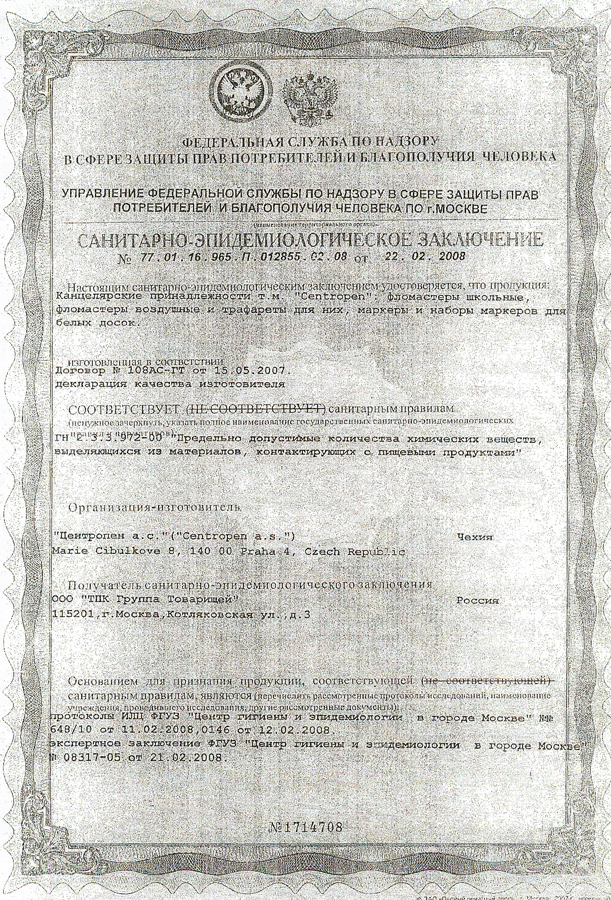 ФЕДЕРАЛЬНАЯ СЛУЖБА ПО НАДЗОРУ
В СФЕРЕ ЗАЩИТЫ ПРАВ ПОТРЕБИТЕЛЕЙ И БЛАГОПОЛУЧИЯ ЧЕЛОВЕКА
УПРАВЛЕНИЕ ФЕДЕРАЛЬНОЙ СЛУЖБЫ ПО НАДЗОРУ В СФЕРЕ ЗАЩИТЫ ПРАВ
ПОТРЕБИТЕЛЕЙ И БЛАГОПОЛУЧИЯ ЧЕЛОВЕКА ПО г.МОСКВЕ
(наименование территориального органа)
САНИТАРНО-ЭПИДЕМИОЛОГИЧЕСКОЕ ЗАКЛЮЧЕНИЕ
№ 77.01.16.965.П.012855.02.08 от 22.02.2008
Настоящим санитарно-эпидемиологическим заключением удостоверяется, что продукция:
Канцелярские принадлежности т.м. "Centropen": фломастеры школьные,
фломастеры воздушные и трафареты для них, маркеры и наборы маркеров для
белых досок.
изготовленная в соответствии
Договор № 108АС-ГТ от 15.05.2007.
декларация качества изготовителя
СООТВЕТСТВУЕТ (НЕ СООТВЕТСТВУЕТ) санитарным правилам
(ненужное зачеркнуть, указать полное наименование государственных санитарно-эпидемиологических
ГН 2.3.3.972-00 "Предельно допустимые количества химических веществ,
выделяющихся из материалов, контактирующих с пищевыми продуктами"
Организация-изготовитель
"Центропен а.с."("Centropen a.s.") Чехия
Marie Cibulkove 8, 140 00 Praha 4, Czech Republic
Получатель санитарно-эпидемиологического заключения
ООО "ТПК Группа Товарищей" Россия
115201,г.Москва,Котляковская ул.,д.3
Основанием для признания продукции, соответствующей (не соответствующей)
санитарным правилам, являются (перечислить рассмотренные протоколы исследований, наименование
учреждения, проводившего исследования, другие рассмотренные документы):
протоколы ИЛЦ ФГУЗ "Центр гигиены и эпидемиологии в городе Москве" №№
648/10 от 11.02.2008,0146 от 12.02.2008.
экспертное заключение ФГУЗ "Центр гигиены и эпидемиологии в городе Москве"
№ 08317-05 от 21.02.2008.
№1714708